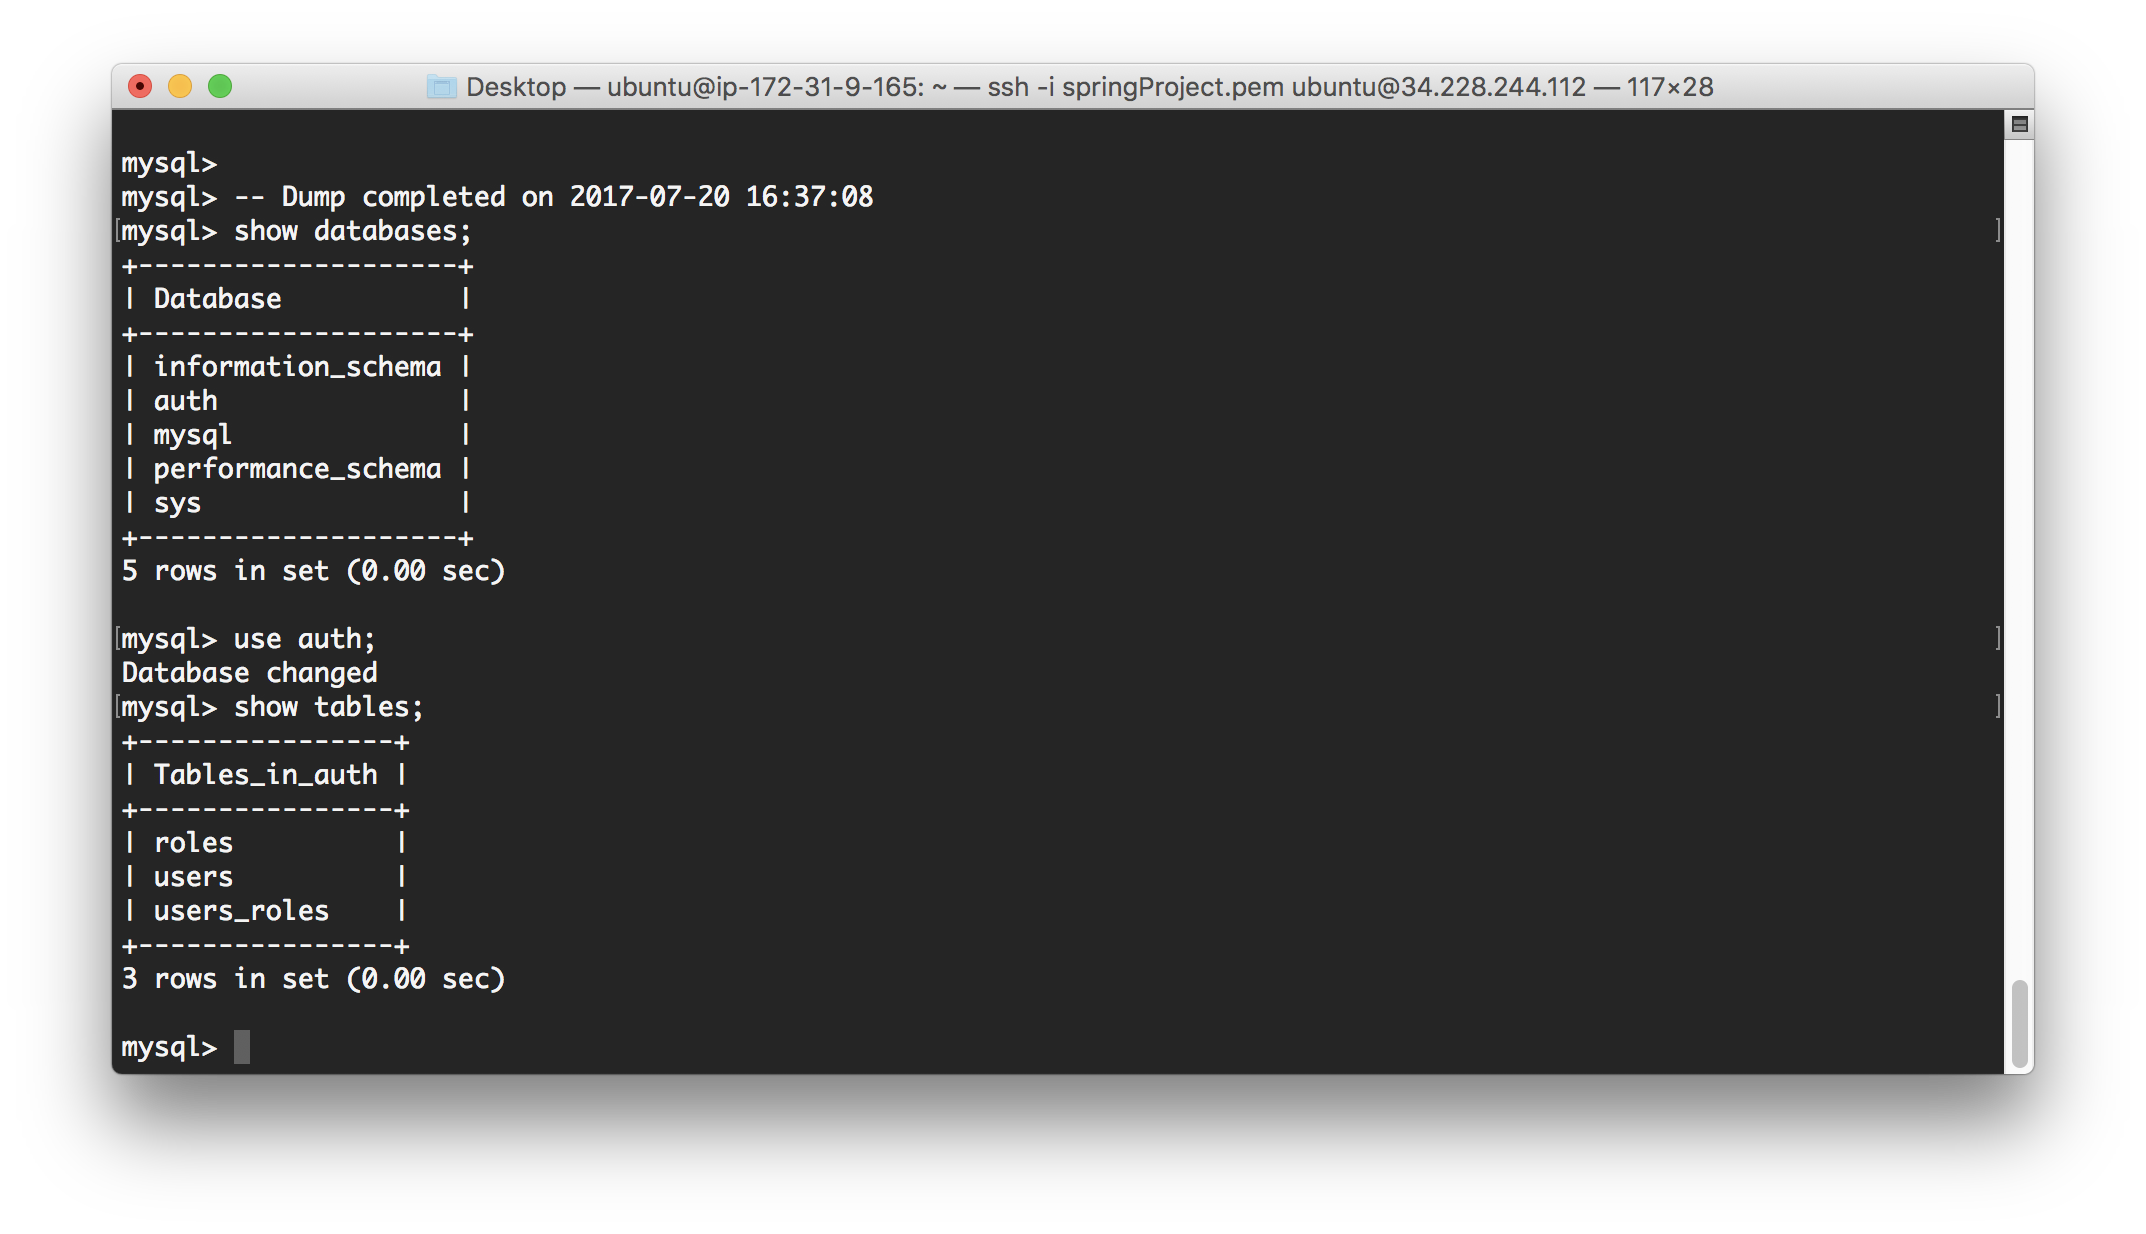 Desktop — ubuntu@ip-172-31-9-165: ~ — ssh -i springProject.pem ubuntu@34.228.244.112 — 117×28
mysql>
mysql> -- Dump completed on 2017-07-20 16:37:08
[mysql> show databases; ]
+--------------------+
| Database           |
+--------------------+
| information_schema |
| auth               |
| mysql              |
| performance_schema |
| sys                |
+--------------------+
5 rows in set (0.00 sec)
[mysql> use auth; ]
Database changed
[mysql> show tables; ]
+----------------+
| Tables_in_auth |
+----------------+
| roles          |
| users          |
| users_roles    |
+----------------+
3 rows in set (0.00 sec)
mysql>